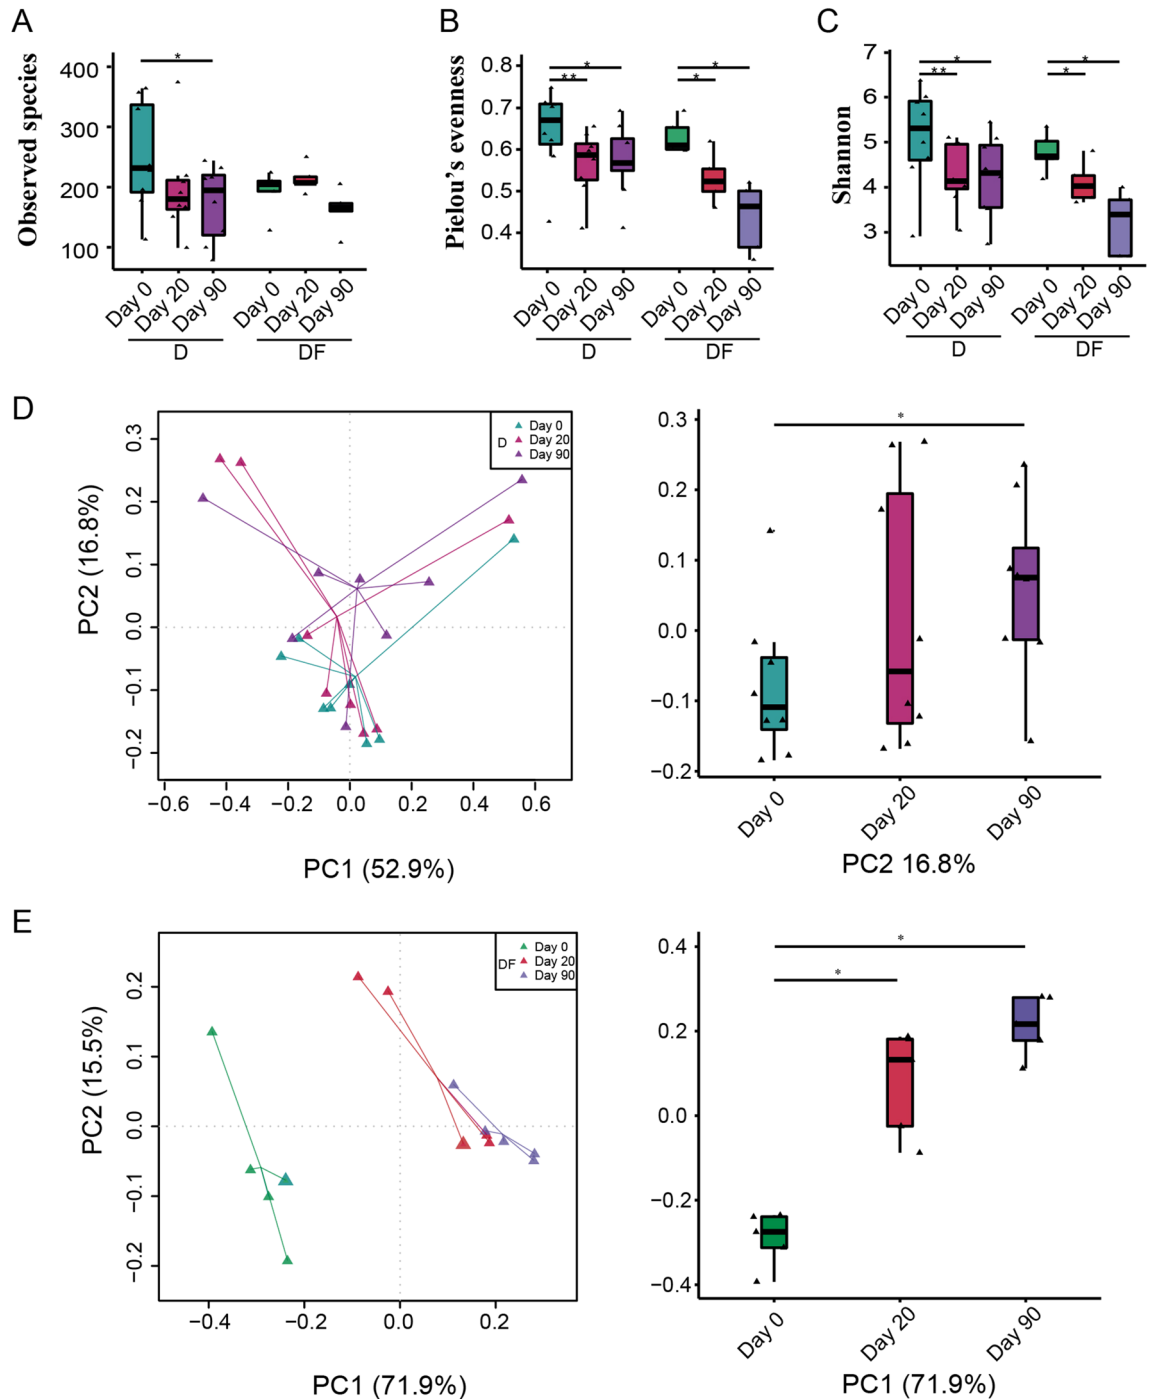 A
Observed species
400
300
200
100
*
Day 0
Day 20
Day 90
Day 0
Day 20
Day 90
D
DF
B
Pielou's evenness
0.8
0.7
0.6
0.5
0.4
*
**
*
*
Day 0
Day 20
Day 90
Day 0
Day 20
Day 90
D
DF
C
Shannon
7
6
5
4
3
*
**
*
*
Day 0
Day 20
Day 90
Day 0
Day 20
Day 90
D
DF
D
PC2 (16.8%)
0.3
0.2
0.1
0.0
−0.1
−0.2
D
Day 0
Day 20
Day 90
−0.6 −0.4 −0.2 0.0 0.2 0.4 0.6
PC1 (52.9%)
0.3
0.2
0.1
0.0
−0.1
−0.2
*
Day 0
Day 20
Day 90
PC2 16.8%
E
PC2 (15.5%)
0.2
0.1
0.0
−0.1
−0.2
DF
Day 0
Day 20
Day 90
−0.4 −0.2 0.0 0.2
PC1 (71.9%)
0.4
0.2
0.0
−0.2
−0.4
*
*
Day 0
Day 20
Day 90
PC1 (71.9%)